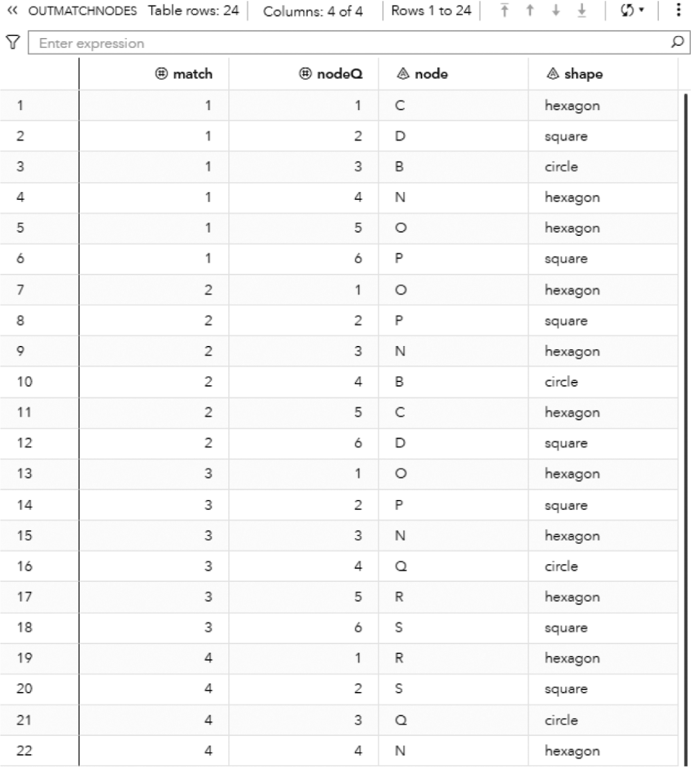 OUTMATCHNODES Table rows: 24 Columns: 4 of 4 Rows 1 to 24
Enter expression
match nodeQ node shape
1 1 1 C hexagon
2 1 2 D square
3 1 3 B circle
4 1 4 N hexagon
5 1 5 O hexagon
6 1 6 P square
7 2 1 O hexagon
8 2 2 P square
9 2 3 N hexagon
10 2 4 B circle
11 2 5 C hexagon
12 2 6 D square
13 3 1 O hexagon
14 3 2 P square
15 3 3 N hexagon
16 3 4 Q circle
17 3 5 R hexagon
18 3 6 S square
19 4 1 R hexagon
20 4 2 S square
21 4 3 Q circle
22 4 4 N hexagon